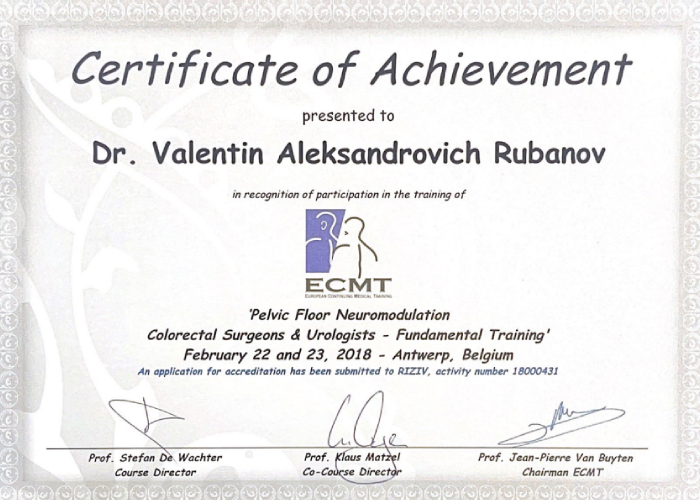 Certificate of Achievement
presented to
Dr. Valentin Aleksandrovich Rubanov
in recognition of participation in the training of
ECMT
EUROPEAN CONTINUING MEDICAL TRAINING
'Pelvic Floor Neuromodulation
Colorectal Surgeons & Urologists - Fundamental Training'
February 22 and 23, 2018 - Antwerp, Belgium
An application for accreditation has been submitted to RIZIV, activity number 18000431
Prof. Stefan De Wachter Prof. Klaus Matzel Prof. Jean-Pierre Van Buyten
Course Director Co-Course Director Chairman ECMT